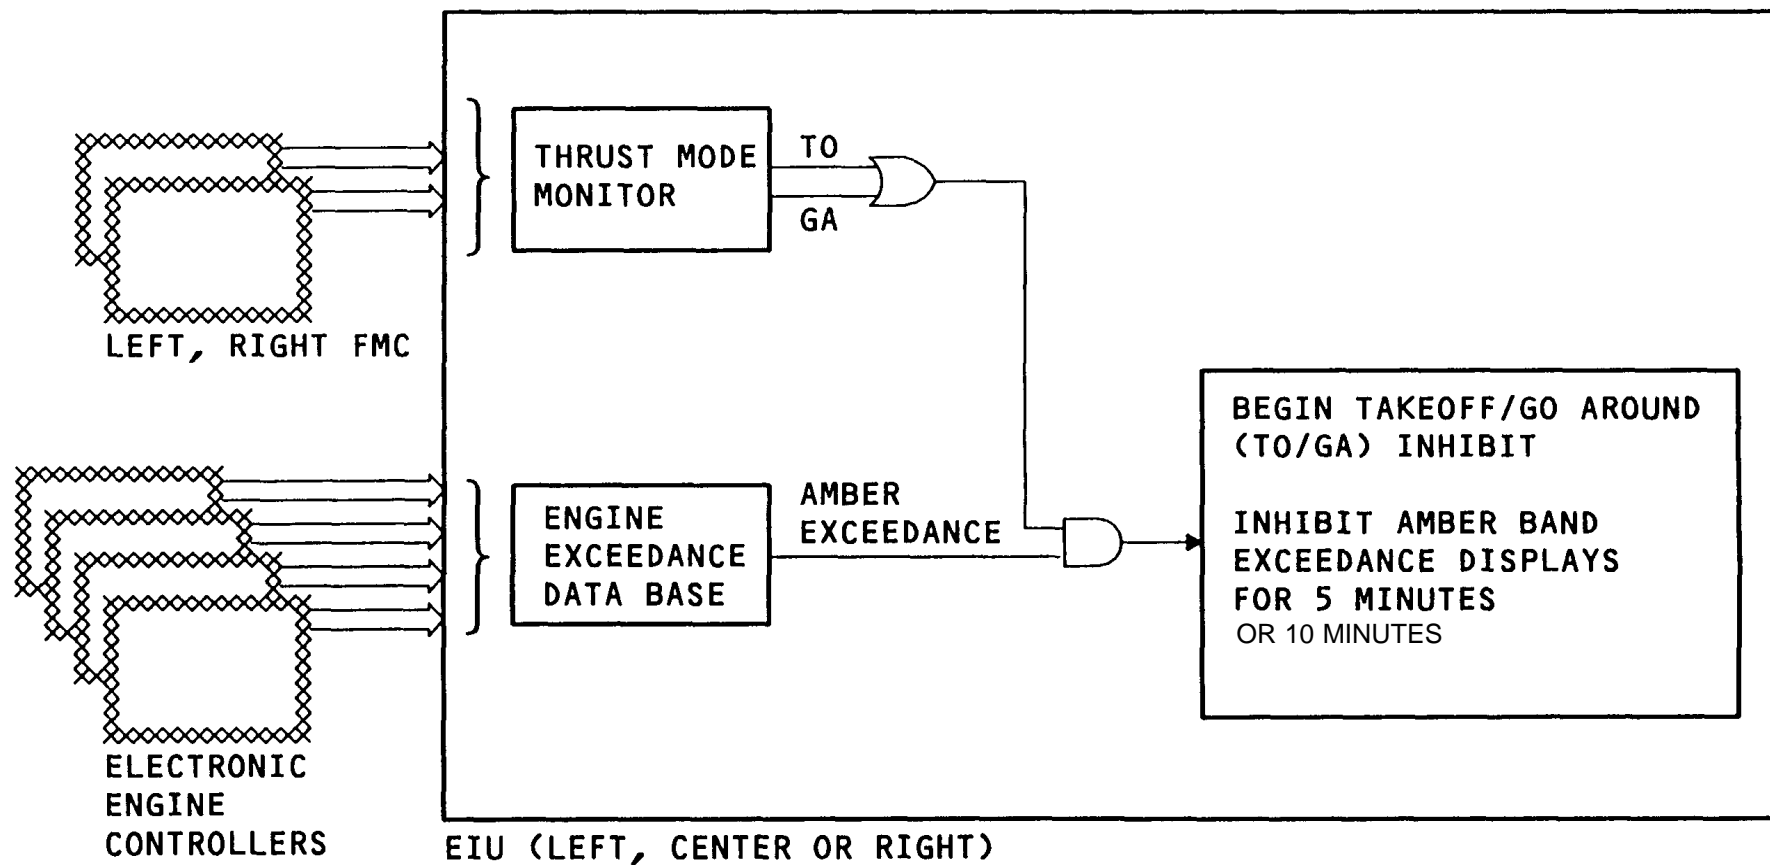 THRUST MODE
MONITOR
TO
GA
LEFT, RIGHT FMC
BEGIN TAKEOFF/GO AROUND
(TO/GA) INHIBIT
INHIBIT AMBER BAND
EXCEEDANCE DISPLAYS
FOR 5 MINUTES
OR 10 MINUTES
ENGINE
EXCEEDANCE
DATA BASE
AMBER
EXCEEDANCE
ELECTRONIC
ENGINE
CONTROLLERS
EIU (LEFT, CENTER OR RIGHT)